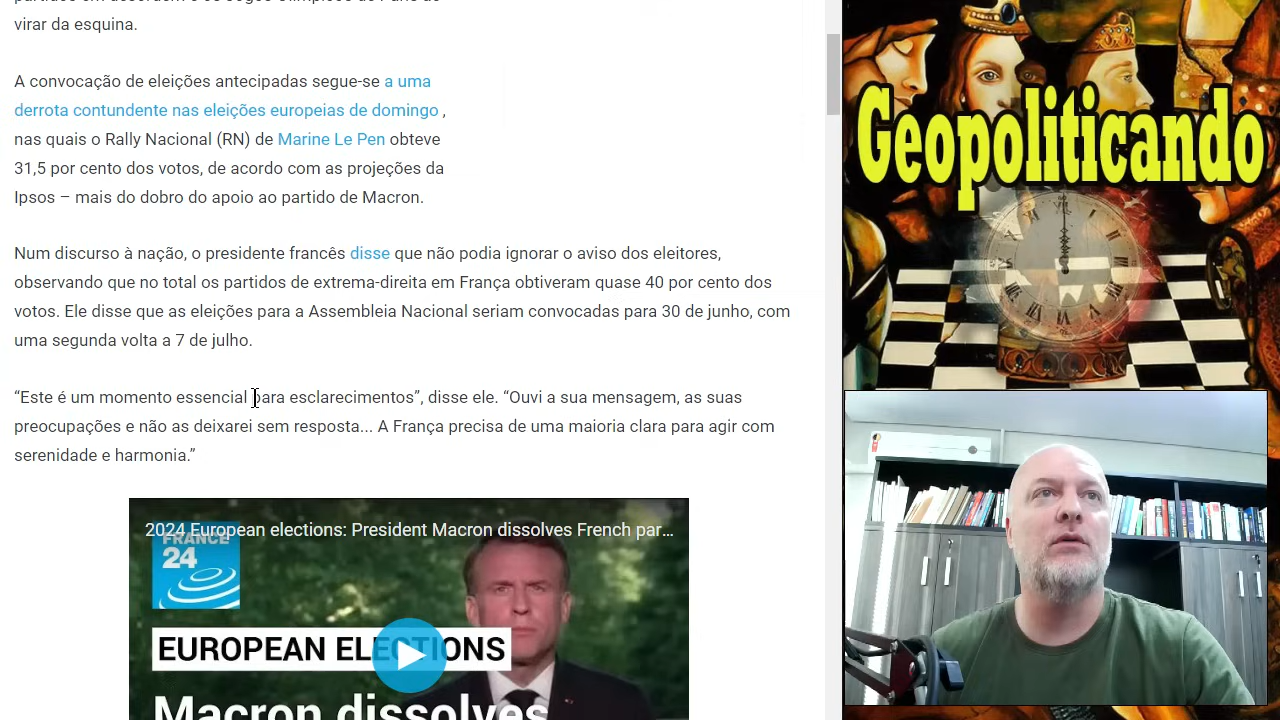 virar da esquina.
A convocação de eleições antecipadas segue-se a uma
derrota contundente nas eleições europeias de domingo ,
nas quais o Rally Nacional (RN) de Marine Le Pen obteve
31,5 por cento dos votos, de acordo com as projeções da
Ipsos – mais do dobro do apoio ao partido de Macron.
Num discurso à nação, o presidente francês disse que não podia ignorar o aviso dos eleitores,
observando que no total os partidos de extrema-direita em França obtiveram quase 40 por cento dos
votos. Ele disse que as eleições para a Assembleia Nacional seriam convocadas para 30 de junho, com
uma segunda volta a 7 de julho.
“Este é um momento essencial para esclarecimentos”, disse ele. “Ouvi a sua mensagem, as suas
preocupações e não as deixarei sem resposta... A França precisa de uma maioria clara para agir com
serenidade e harmonia.”
2024 European elections: President Macron dissolves French par...
FRANCE
24
EUROPEAN ELECTIONS
Macron dissolves
Geopoliticando